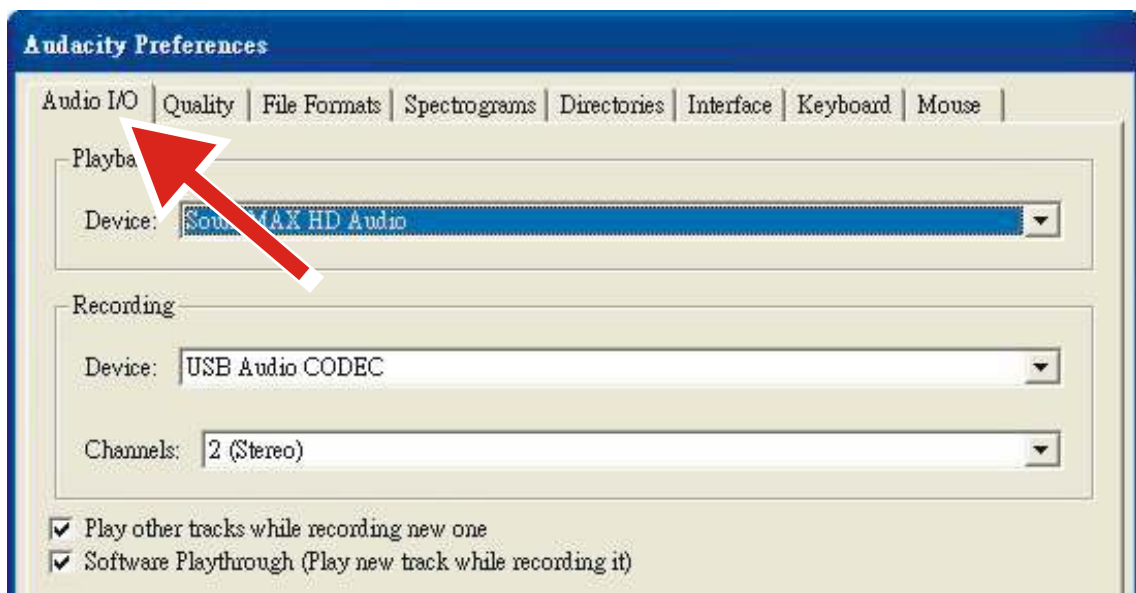 Audacity Preferences
Audio I/O Quality File Formats Spectrograms Directories Interface Keyboard Mouse
Device: MAX HD Audio
Recording
Device: USB Audio CODEC
Channels: 2 (Stereo)
Play other tracks while recording new one
Software Playthrough (Play new track while recording it)